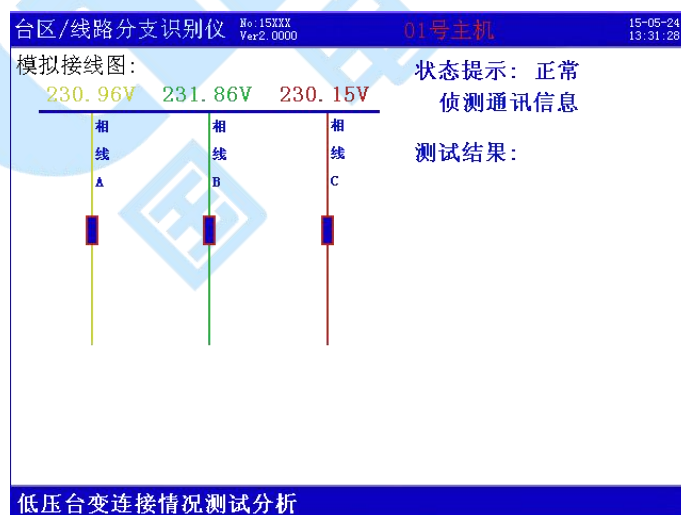 台区/线路分支识别仪 No:15XXX Ver2.0000 01号主机 15-05-24 13:31:28
模拟接线图:
230.96V 231.86V 230.15V
相线A
相线B
相线C
状态提示: 正常
侦测通讯信息
测试结果:
低压台变连接情况测试分析